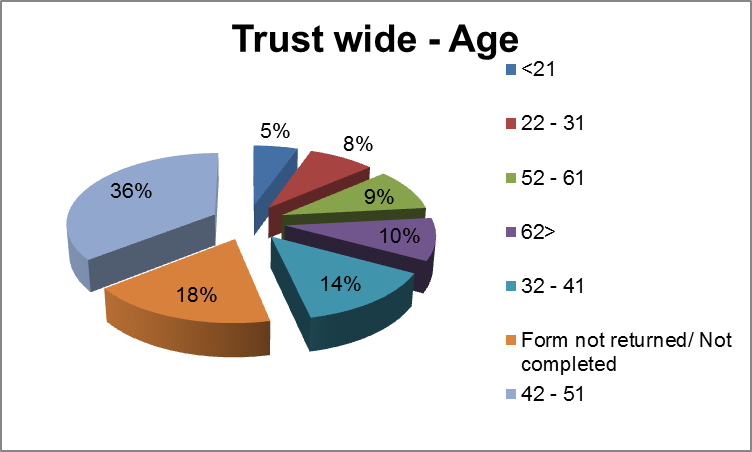 Trust wide - Age
<21
22 - 31
52 - 61
62>
32 - 41
Form not returned/ Not
completed
42 - 51
5%
8%
9%
10%
14%
18%
36%